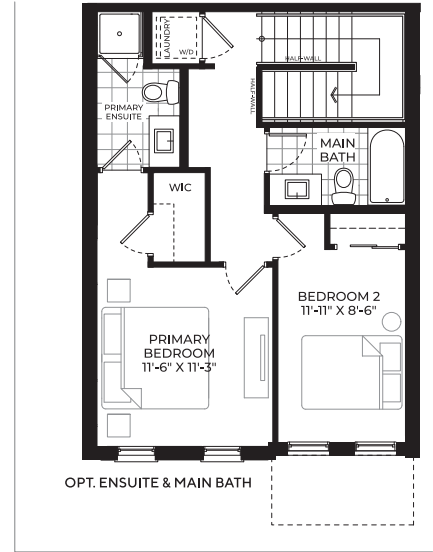 LAUNDRY
W/D
HALF-WALL
HALF-WALL
PRIMARY
ENSUITE
MAIN
BATH
WIC
BEDROOM 2
11'-11" X 8'-6"
PRIMARY
BEDROOM
11'-6" X 11'-3"
OPT. ENSUITE & MAIN BATH